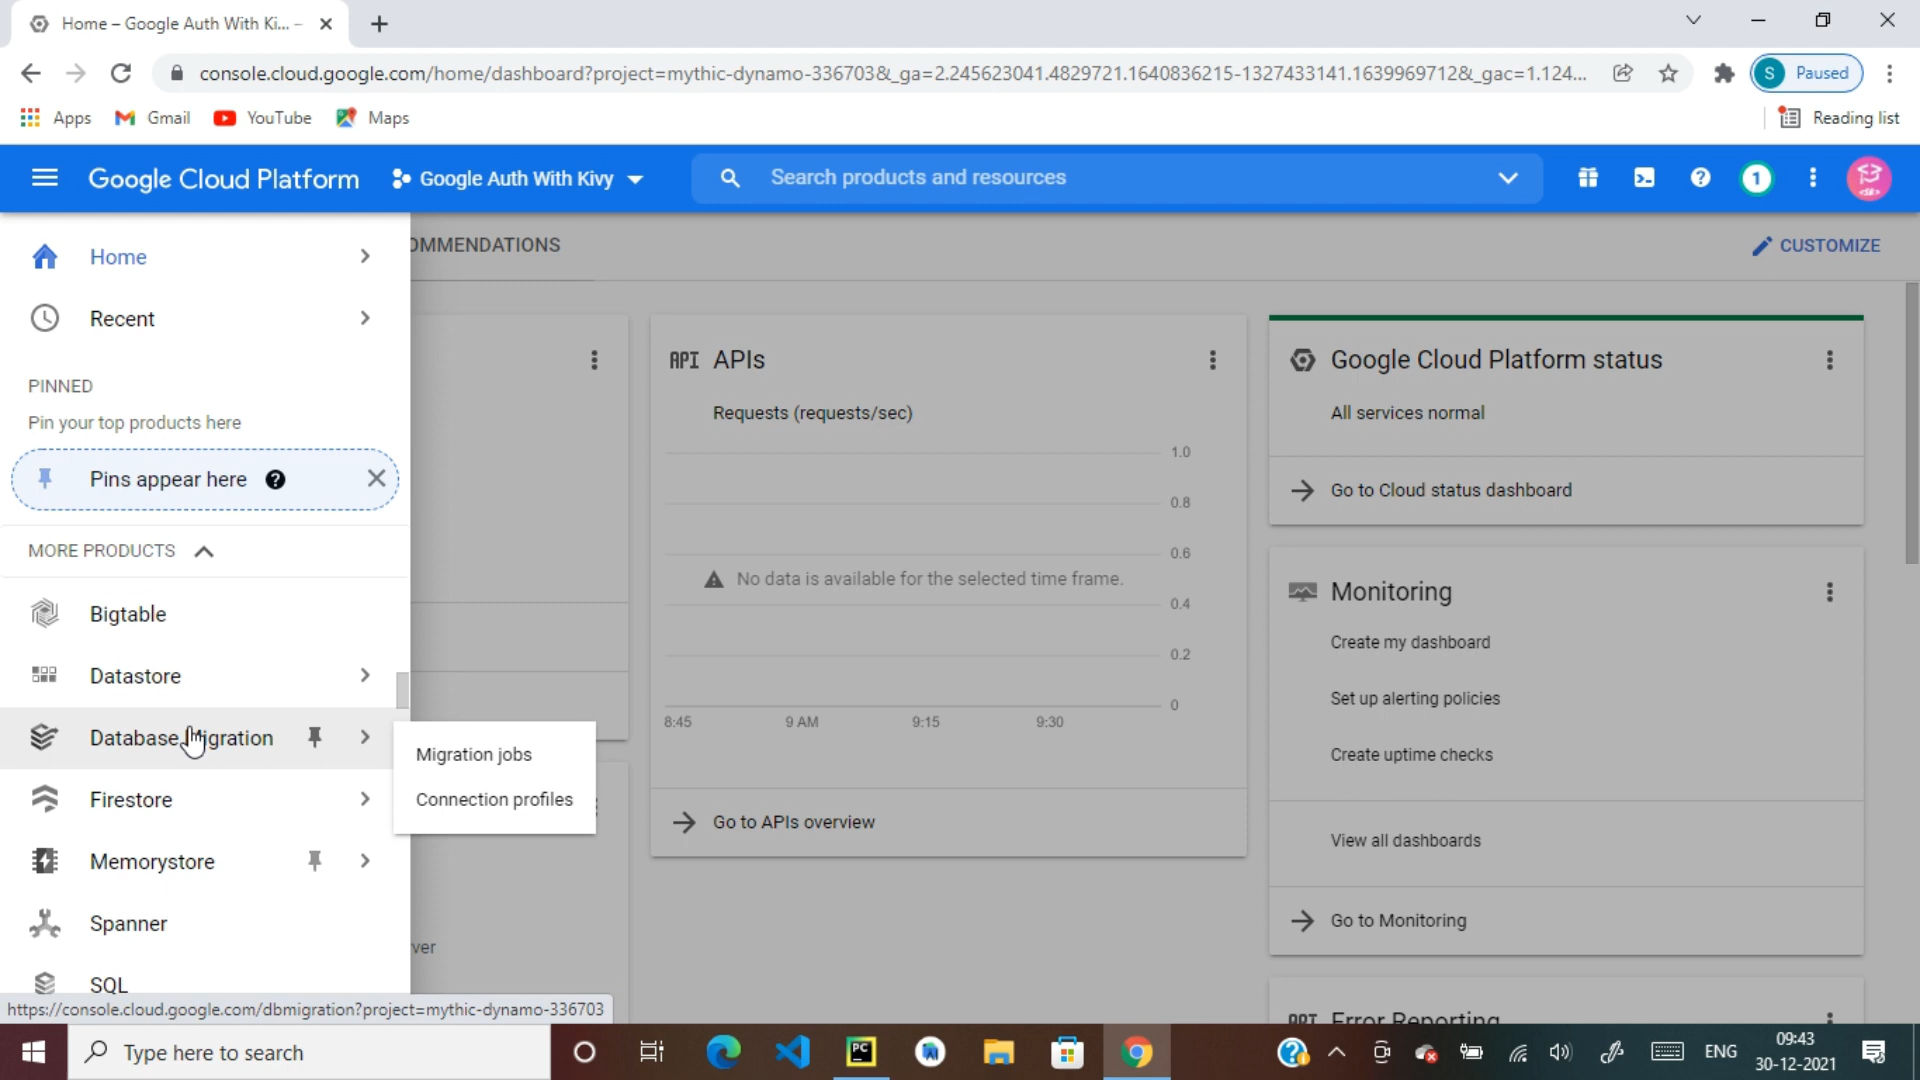 Home – Google Auth With Ki... –
console.cloud.google.com/home/dashboard?project=mythic-dynamo-336703&_ga=2.245623041.4829721.1640836215-1327433141.1639969712&_gac=1.124...
S Paused
Apps Gmail YouTube Maps Reading list
Google Cloud Platform Google Auth With Kivy Search products and resources 1
Home
OMMENDATIONS
CUSTOMIZE
Recent
PINNED
Pin your top products here
Pins appear here
MORE PRODUCTS
Bigtable
Datastore
Database Migration
Firestore
Memorystore
Spanner
SQL
Migration jobs
Connection profiles
ver
API APIs
Requests (requests/sec)
1.0
0.8
0.6
No data is available for the selected time frame.
0.4
0.2
0
8:45 9 AM 9:15 9:30
Go to APIs overview
Google Cloud Platform status
All services normal
Go to Cloud status dashboard
Monitoring
Create my dashboard
Set up alerting policies
Create uptime checks
View all dashboards
Go to Monitoring
Error Reporting
https://console.cloud.google.com/dbmigration?project=mythic-dynamo-336703
Type here to search
PC
ENG
09:43
30-12-2021